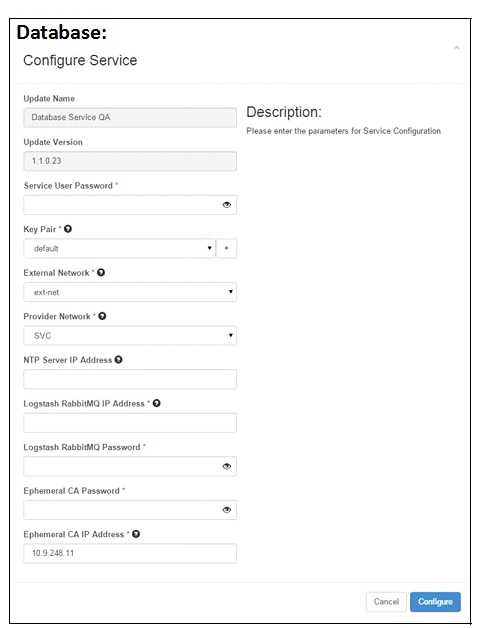 Database:
Configure Service
Update Name
Database Service QA
Description:
Please enter the parameters for Service Configuration
Update Version
1.1.0.23
Service User Password *
Key Pair *
default
+
External Network *
ext-net
Provider Network *
SVC
NTP Server IP Address
Logstash RabbitMQ IP Address *
Logstash RabbitMQ Password *
Ephemeral CA Password *
Ephemeral CA IP Address *
10.9.248.11
Cancel
Configure